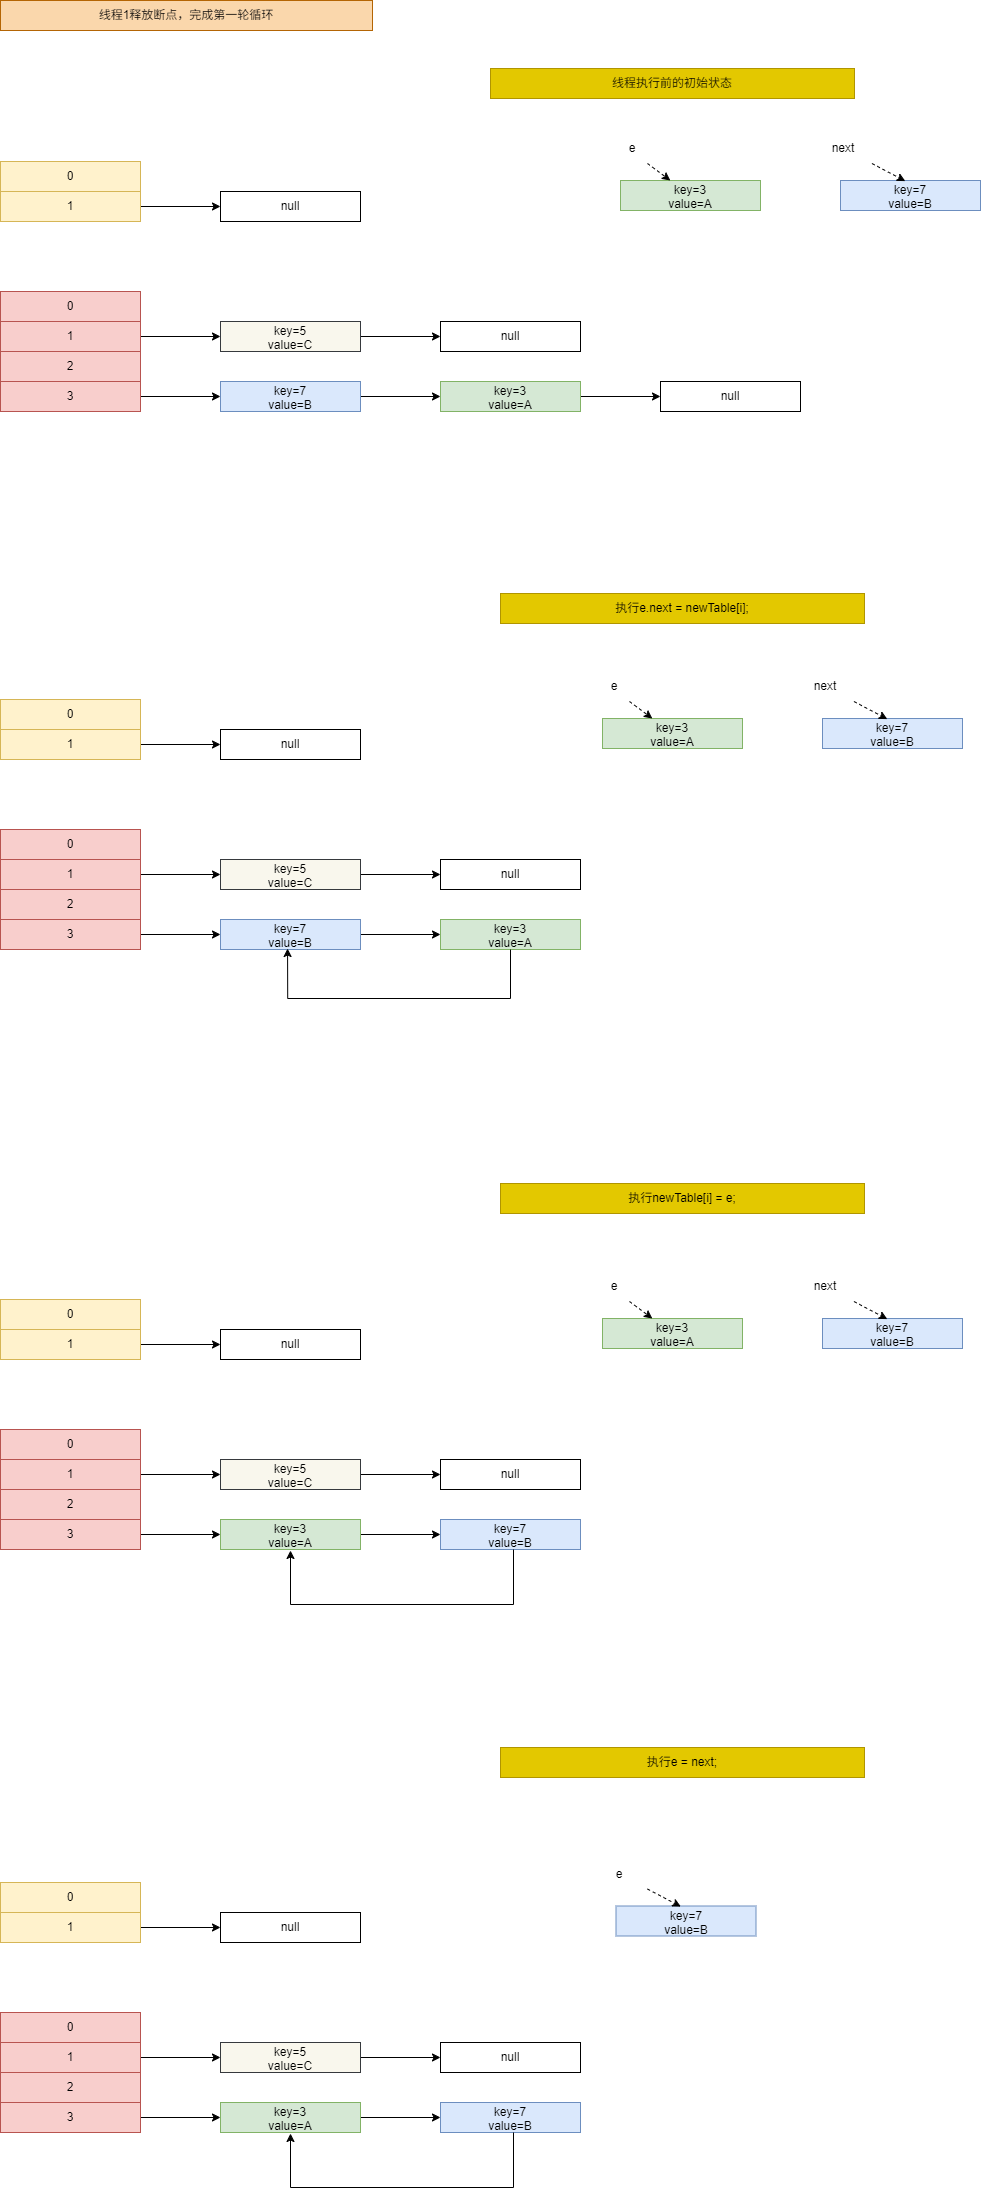 线程1释放断点，完成第一轮循环
线程执行前的初始状态
e
next
0
1
null
key=3
value=A
key=7
value=B
0
1
key=5
value=C
null
2
3
key=7
value=B
key=3
value=A
null
执行e.next = newTable[i];
e
next
0
1
null
key=3
value=A
key=7
value=B
0
1
key=5
value=C
null
2
3
key=7
value=B
key=3
value=A
执行newTable[i] = e;
e
next
0
1
null
key=3
value=A
key=7
value=B
0
1
key=5
value=C
null
2
3
key=3
value=A
key=7
value=B
执行e = next;
e
0
1
null
key=7
value=B
0
1
key=5
value=C
null
2
3
key=3
value=A
key=7
value=B